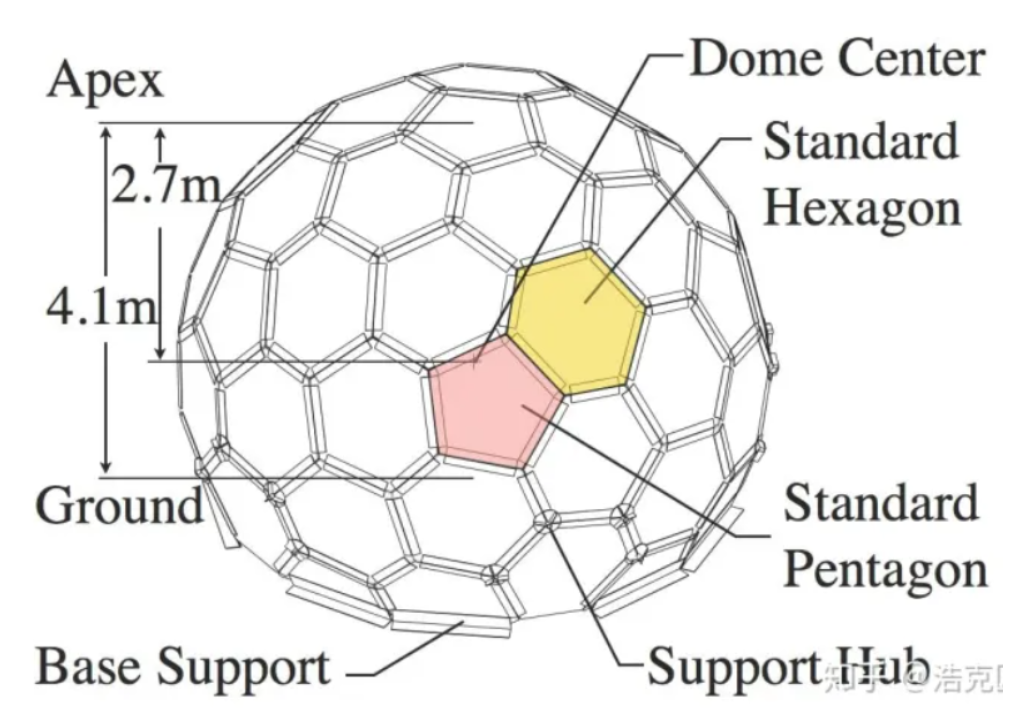 Apex
Dome Center
2.7m
Standard
Hexagon
4.1m
Ground
Standard
Pentagon
Base Support
Support Hub
知乎 @浩克